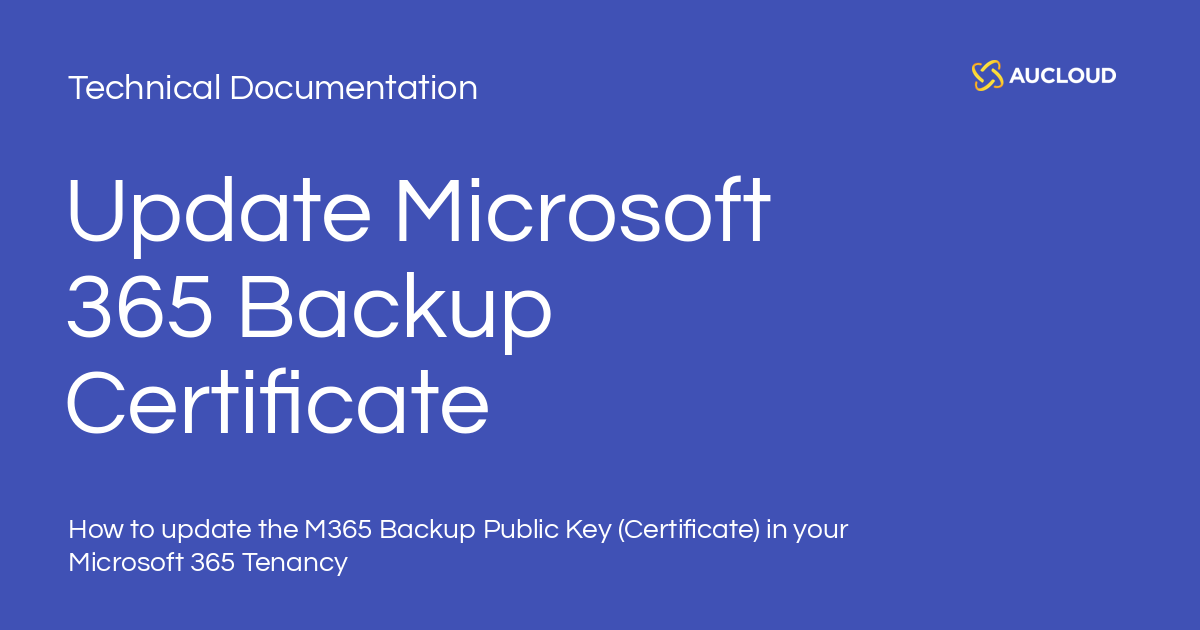 Technical Documentation
AUCLOUD
Update Microsoft
365 Backup
Certificate
How to update the M365 Backup Public Key (Certificate) in your
Microsoft 365 Tenancy